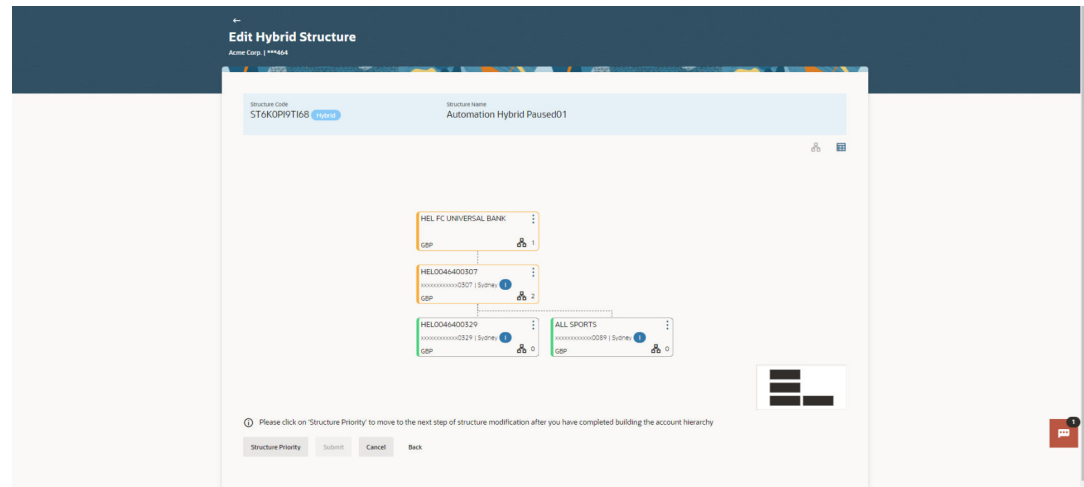 ←
Edit Hybrid Structure
Acme Corp. | ***464
Structure Code
Structure Name
ST6K0PI9TI68 Hybrid
Automation Hybrid Paused01
HEL FC UNIVERSAL BANK
GBP 1
HEL0046400307
xxxxxxxxxxxx0307 | Sydney I
GBP 2
HEL0046400329
xxxxxxxxxxxx0329 | Sydney I
GBP 0
ALL SPORTS
xxxxxxxxxxxx0089 | Sydney I
GBP 0
Please click on 'Structure Priority' to move to the next step of structure modification after you have completed building the account hierarchy
Structure Priority Submit Cancel Back
1